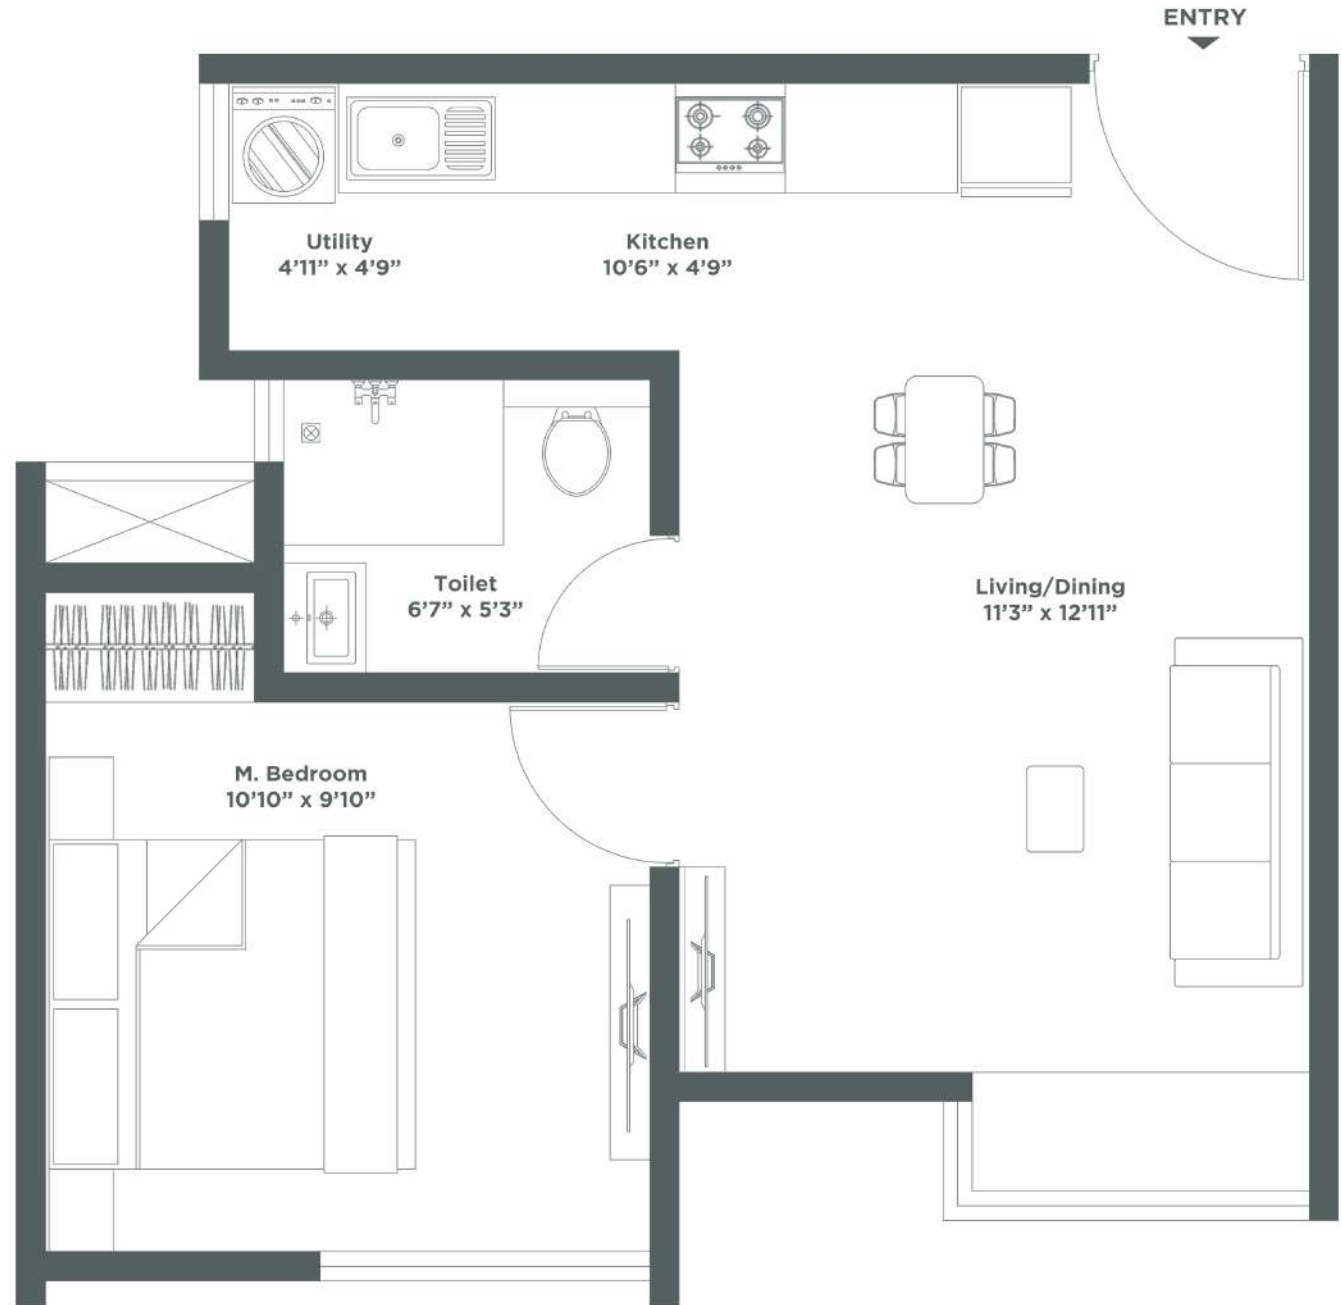 ENTRY
Utility
4’11” x 4’9”
Kitchen
10’6” x 4’9”
Toilet
6’7” x 5’3”
Living/Dining
11’3” x 12’11”
M. Bedroom
10’10” x 9’10”